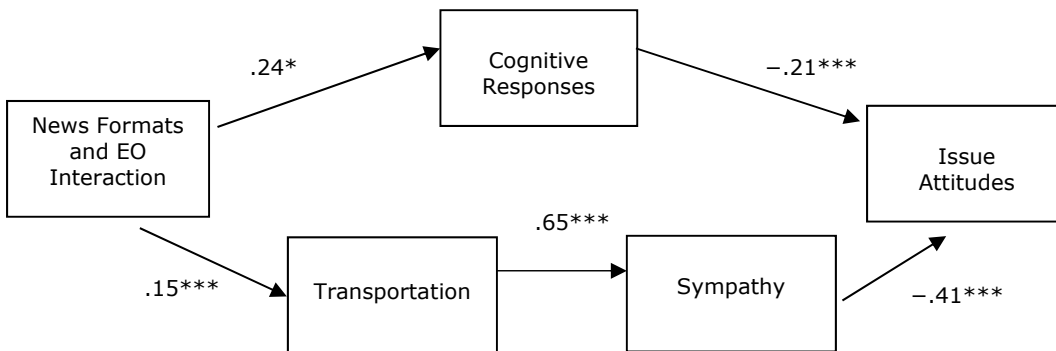 Cognitive
Responses
.24*
−.21***
News Formats
and EO
Interaction
Issue
Attitudes
.65***
.15***
Transportation
Sympathy
−.41***